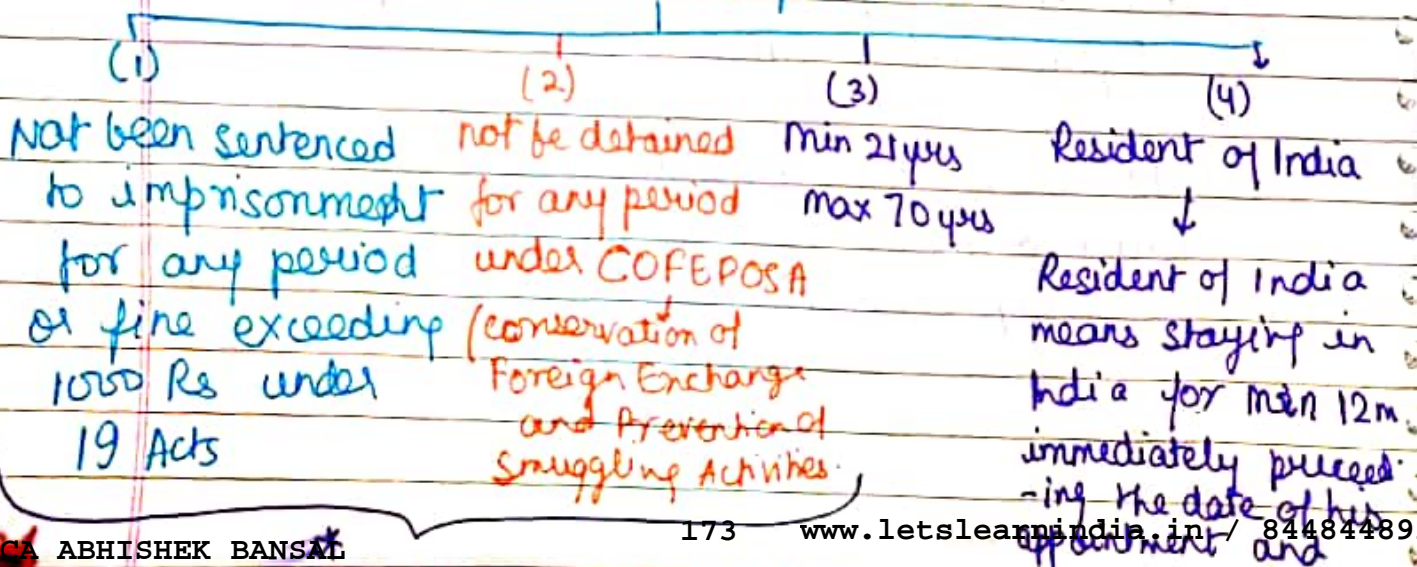 (1)
Not been sentenced
to imprisonment
for any period
or fine exceeding
1000 Rs under
19 Acts
(2)
not be detained
for any period
under COFEPOSA
(conservation of
Foreign Exchange
and Prevention of
Smuggling Activities.
(3)
Min 21 yrs
max 70 yrs
(4)
Resident of India
↓
Resident of India
means staying in
India for min 12m
immediately preceed-
-ing the date of his
appointment and
CA ABHISHEK BANSAL
173 www.letslearnindia.in / 84484489